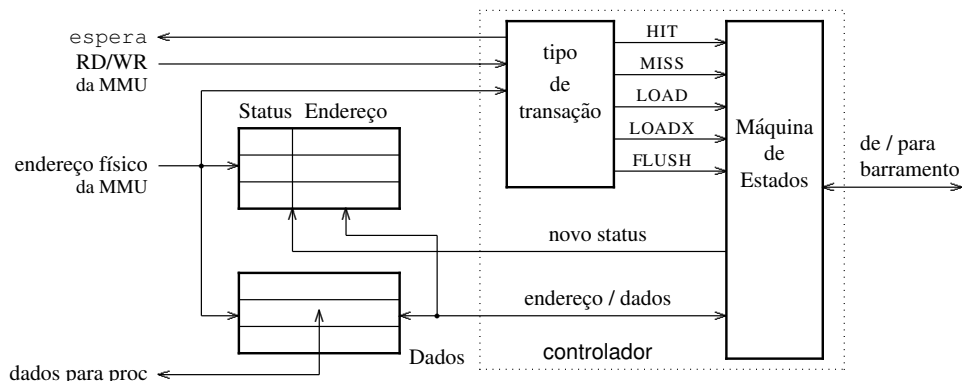 espera
RD/WR
da MMU
endereço físico
da MMU
dados para proc
Status Endereço
Dados
tipo
de
transação
HIT
MISS
LOAD
LOADX
FLUSH
Máquina
de
Estados
novo status
endereço / dados
controlador
de / para
barramento